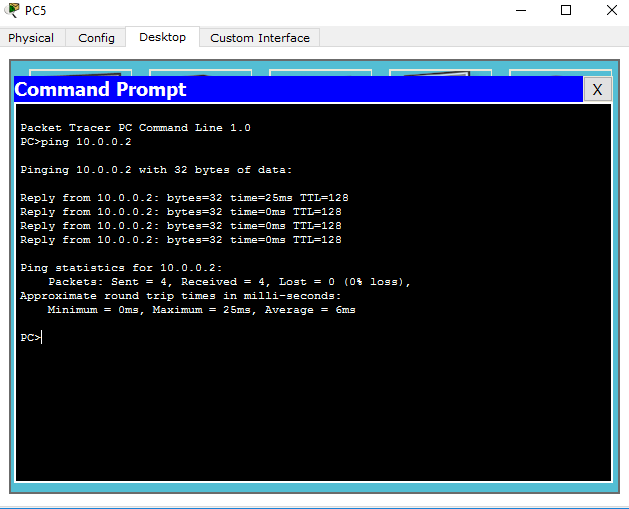 PC5
Physical Config Desktop Custom Interface
Command Prompt X
Packet Tracer PC Command Line 1.0
PC>ping 10.0.0.2
Pinging 10.0.0.2 with 32 bytes of data:
Reply from 10.0.0.2: bytes=32 time=25ms TTL=128
Reply from 10.0.0.2: bytes=32 time=0ms TTL=128
Reply from 10.0.0.2: bytes=32 time=0ms TTL=128
Reply from 10.0.0.2: bytes=32 time=0ms TTL=128
Ping statistics for 10.0.0.2:
Packets: Sent = 4, Received = 4, Lost = 0 (0% loss),
Approximate round trip times in milli-seconds:
Minimum = 0ms, Maximum = 25ms, Average = 6ms
PC>